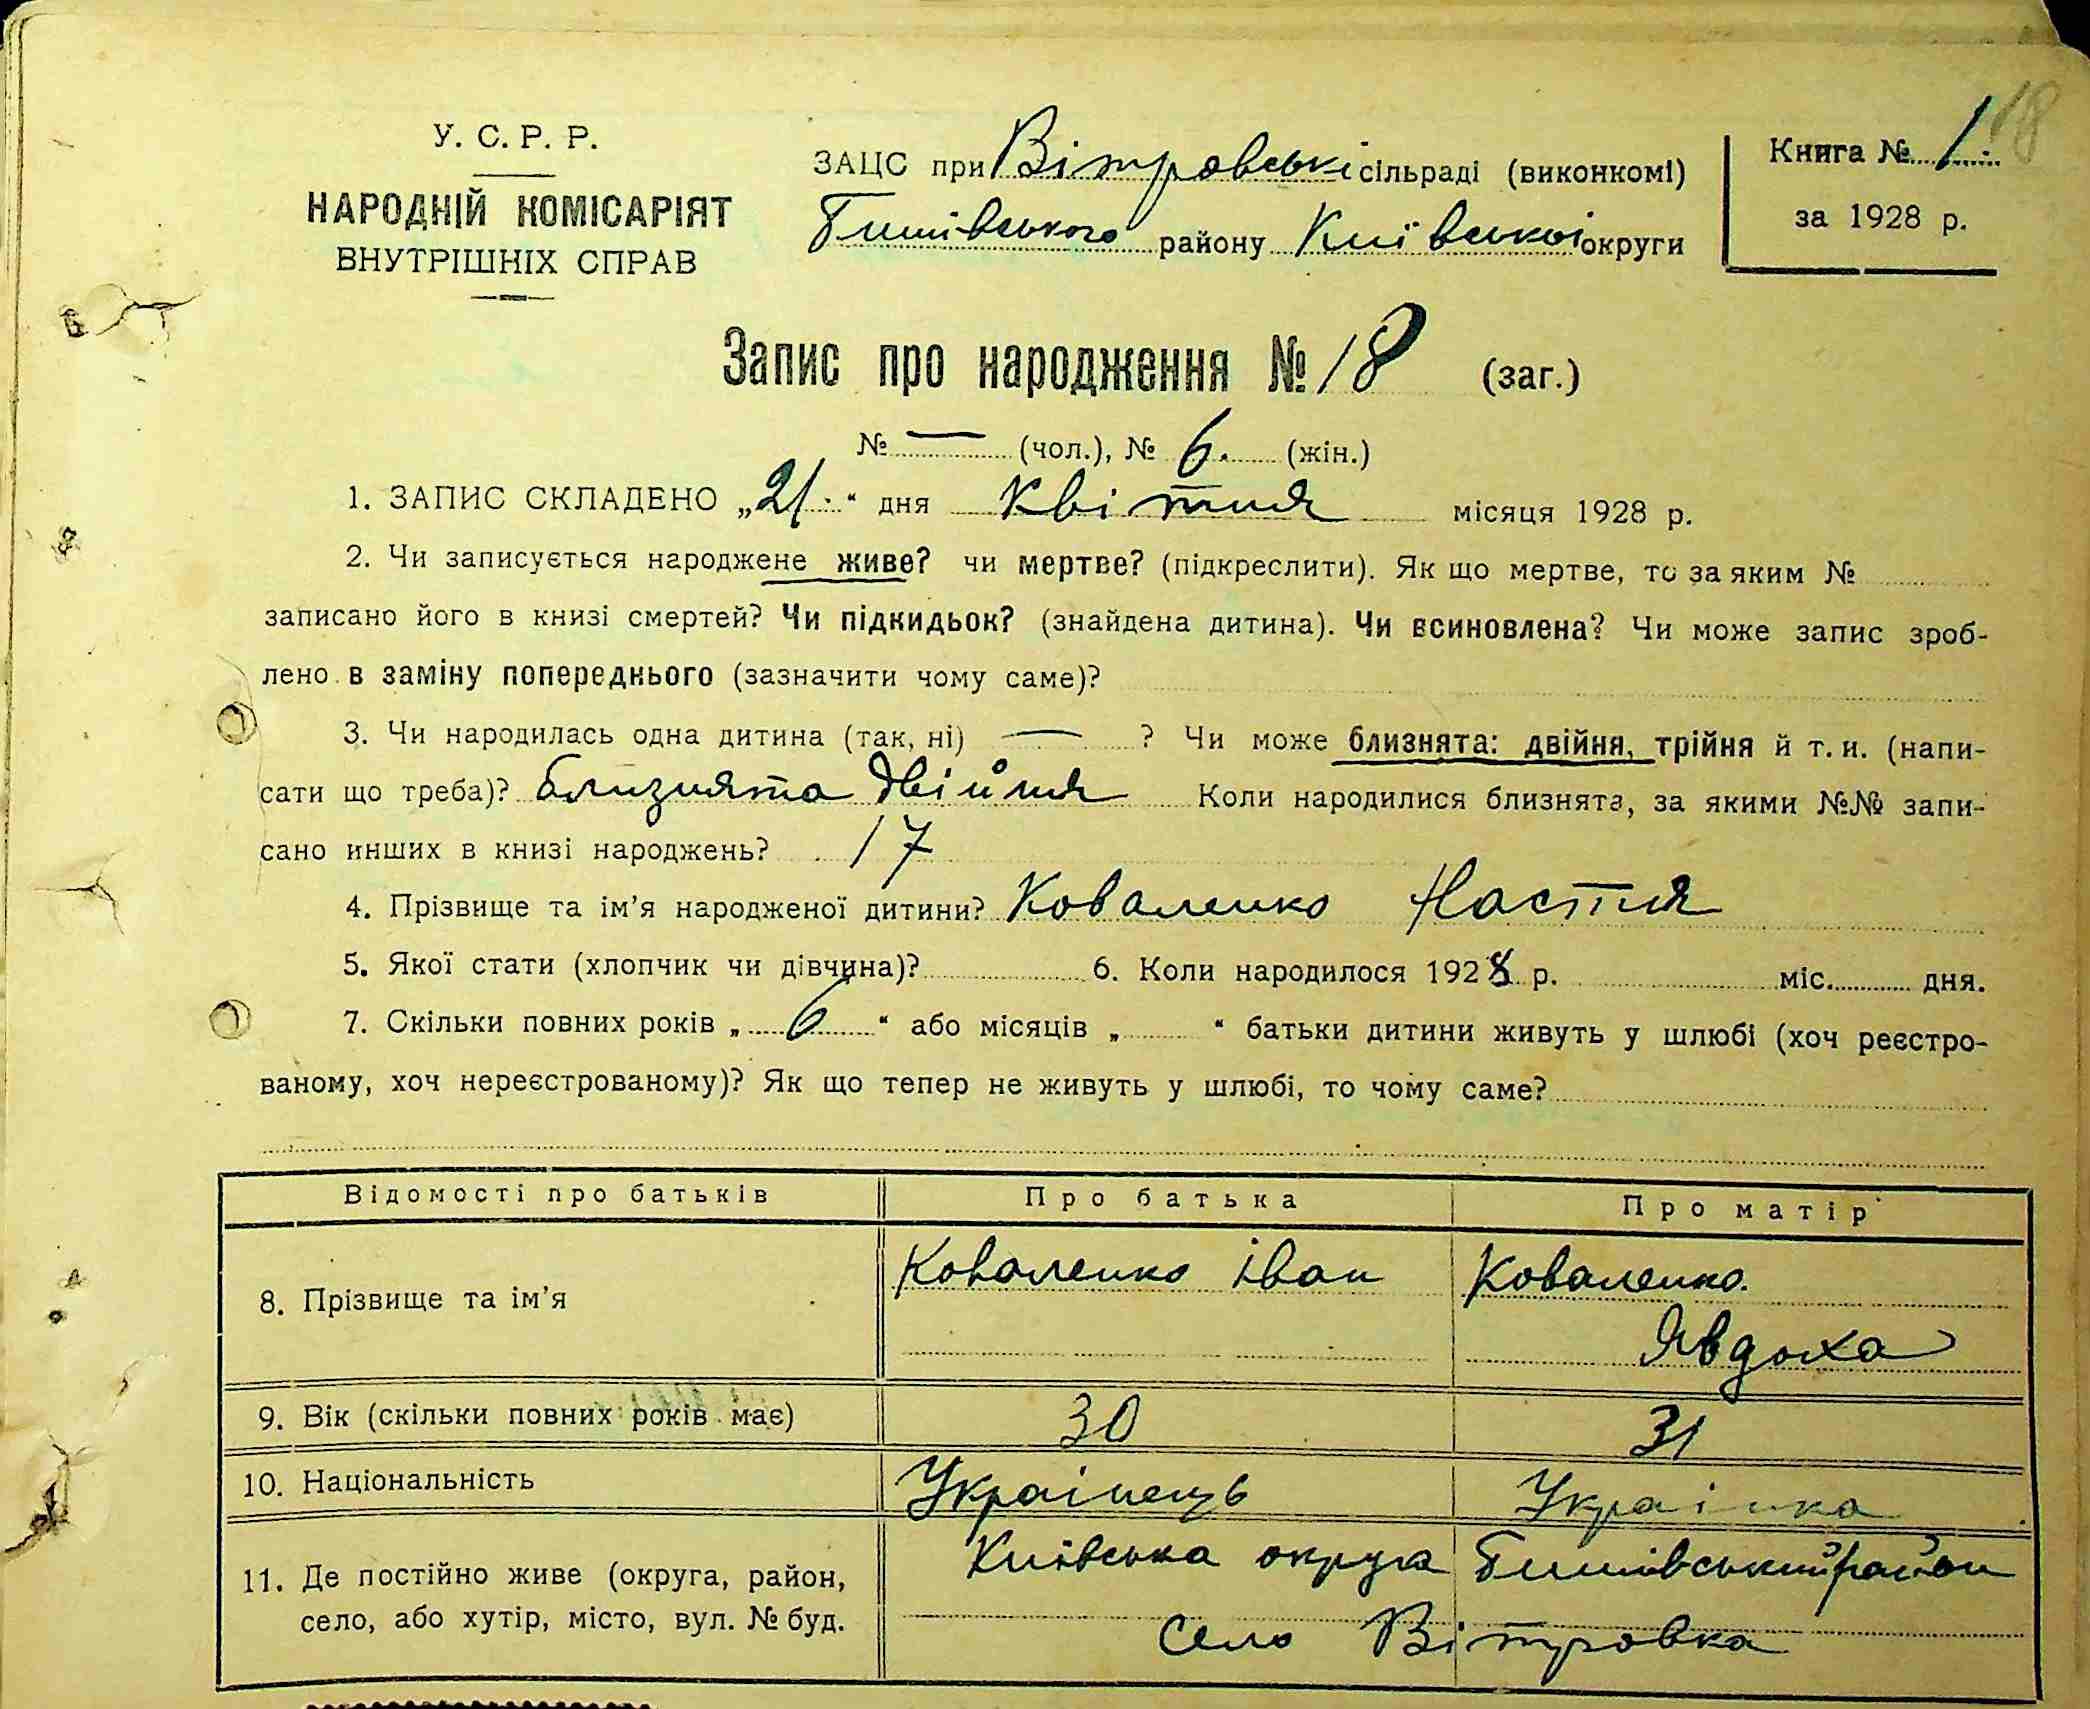 18
У. С. Р. Р.
НАРОДНІЙ КОМІСАРІЯТ
ВНУТРІШНІХ СПРАВ
ЗАЦС при Вітровські сільраді (виконкомі)
Бишівського району Київської округи
Книга № 1
за 1928 р.
Запис про народження № 18 (заг.)
№ — (чол.), № 6. (жін.)
1. ЗАПИС СКЛАДЕНО „21“ дня Квітня місяця 1928 р.
2. Чи записується народжене живе? чи мертве? (підкреслити). Як що мертве, то за яким №
записано його в книзі смертей? Чи підкидьок? (знайдена дитина). Чи всиновлена? Чи може запис зроб-
лено в заміну попереднього (зазначити чому саме)?
3. Чи народилась одна дитина (так, ні) — ? Чи може близнята: двійня, трійня й т. и. (напи-
сати що треба)? близнята двійня Коли народилися близнята, за якими №№ запи-
сано инших в книзі народжень? 17
4. Прізвище та ім’я народженої дитини? Коваленко Настя
5. Якої стати (хлопчик чи дівчина)? 6. Коли народилося 1928 р. міс. дня.
7. Скільки повних років „6“ або місяців „ “ батьки дитини живуть у шлюбі (хоч реєстро-
ваному, хоч нереєстрованому)? Як що тепер не живуть у шлюбі, то чому саме?
Відомості про батьків Про батька Про матір
8. Прізвище та ім’я Коваленко Іван Коваленко.
Явдоха
9. Вік (скільки повних років має) 30 31
10. Національність Українець Українка
11. Де постійно живе (округа, район, Київська округа Бишівський район
село, або хутір, місто, вул. № буд. село Вітровка